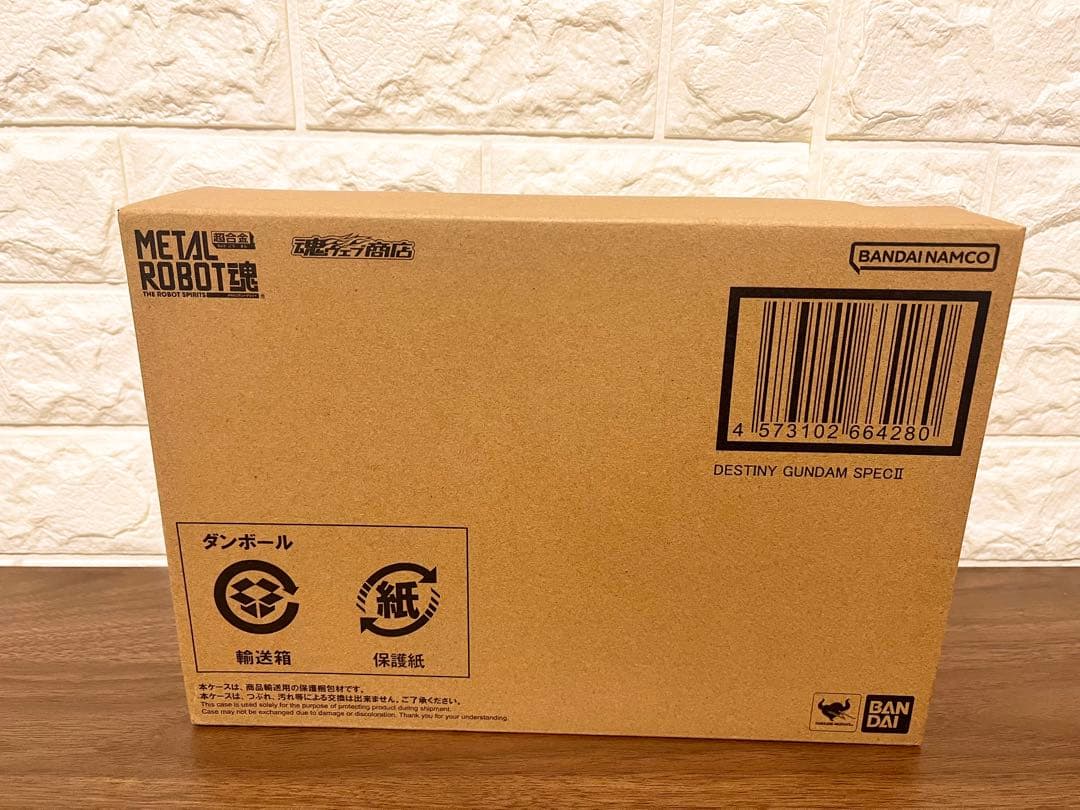 METAL 超合金
ROBOT魂
THE ROBOT SPIRITS
魂ウェブ商店
BANDAI NAMCO
4 573102 664280
DESTINY GUNDAM SPECⅡ
ダンボール
紙
輸送箱 保護紙
本ケースは、商品輸送用の保護梱包材です。
本ケースは、つぶれ、汚れ等による交換は出来ません。ご了承ください。
This case is used solely for the purpose of protecting product during shipment.
Case may not be exchanged due to damage or discoloration. Thank you for your understanding.
BAN
DAI